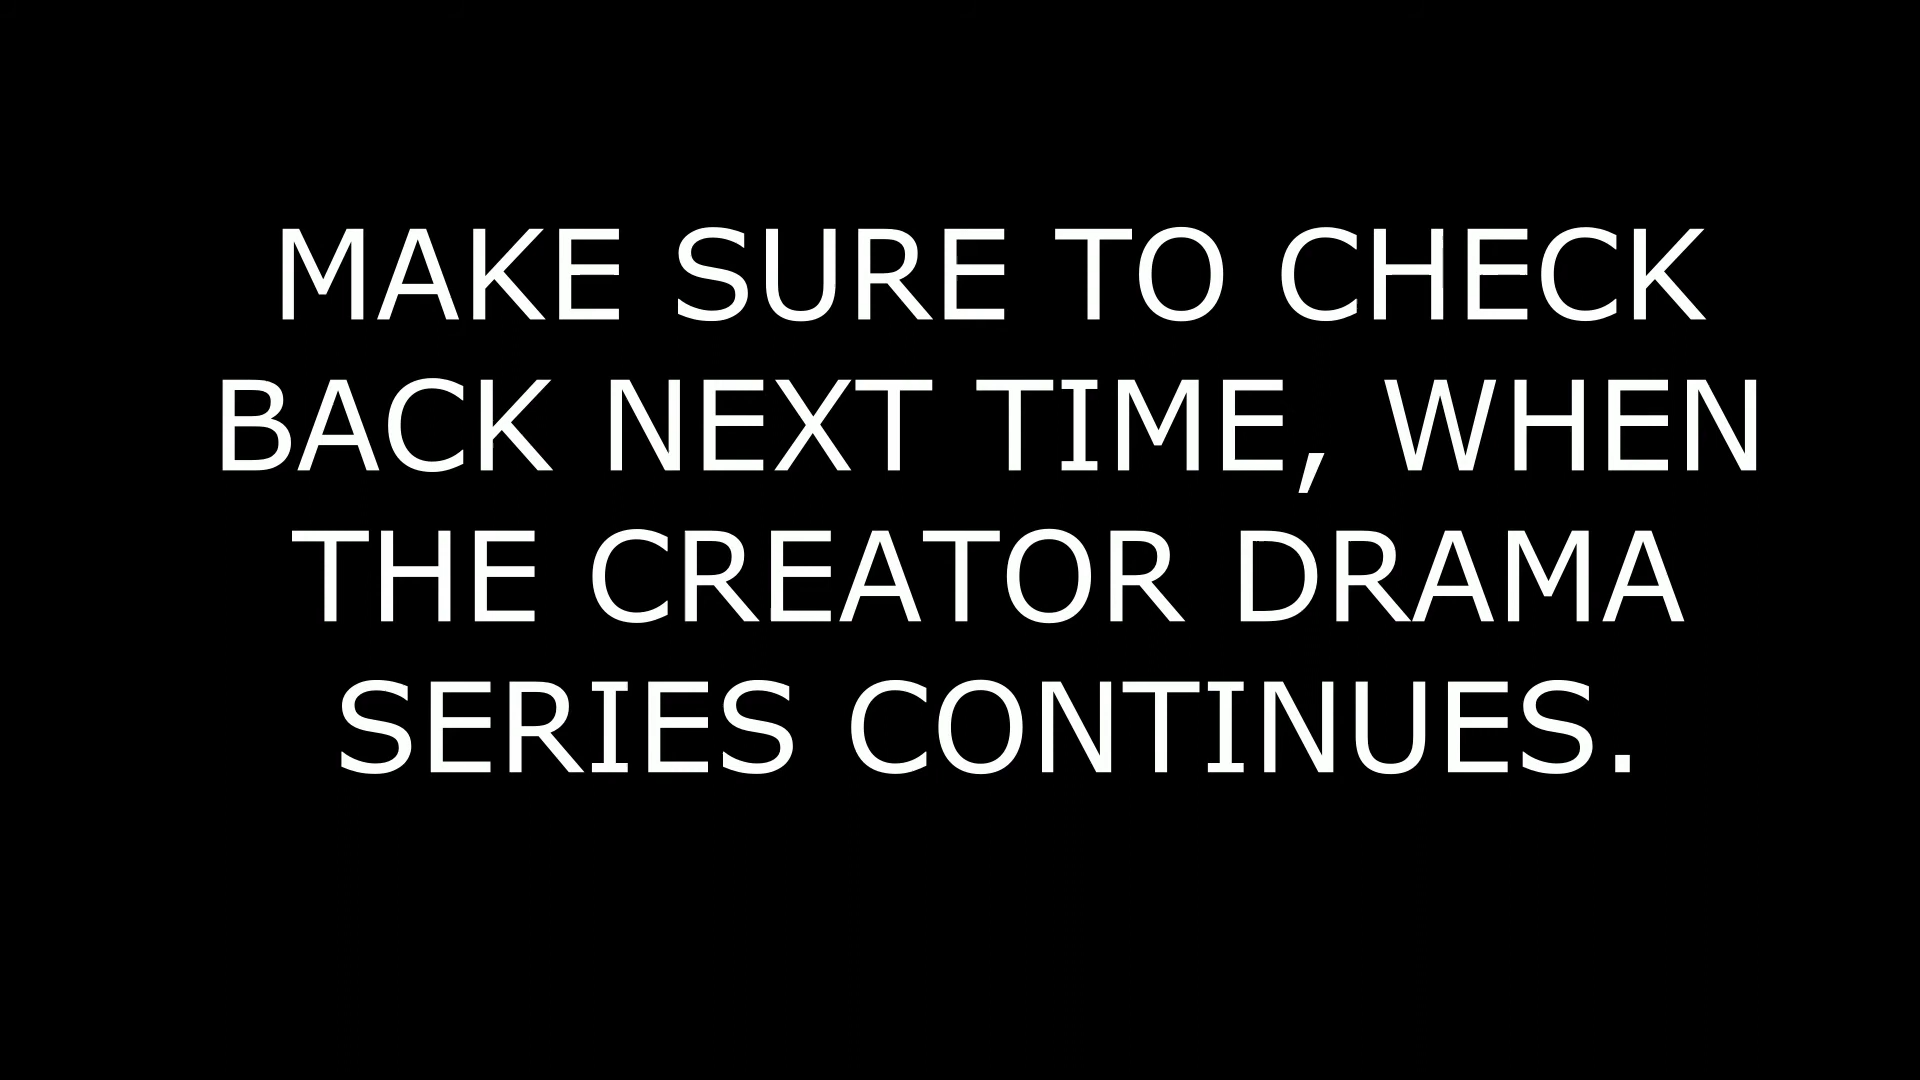 MAKE SURE TO CHECK
BACK NEXT TIME, WHEN
THE CREATOR DRAMA
SERIES CONTINUES.